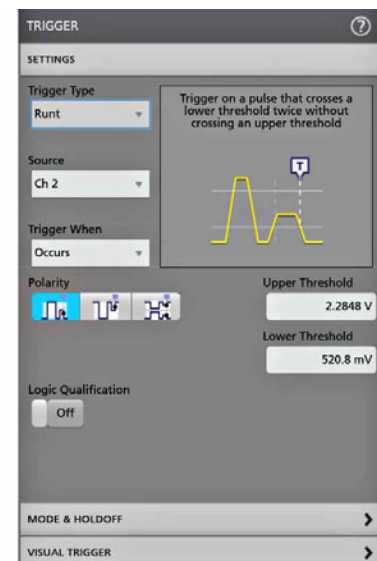 TRIGGER
?
SETTINGS
Trigger Type
Runt
Trigger on a pulse that crosses a
lower threshold twice without
crossing an upper threshold
T
Source
Ch 2
Trigger When
Occurs
Polarity
Upper Threshold
2.2848 V
Lower Threshold
520.8 mV
Logic Qualification
Off
MODE & HOLDOFF
VISUAL TRIGGER